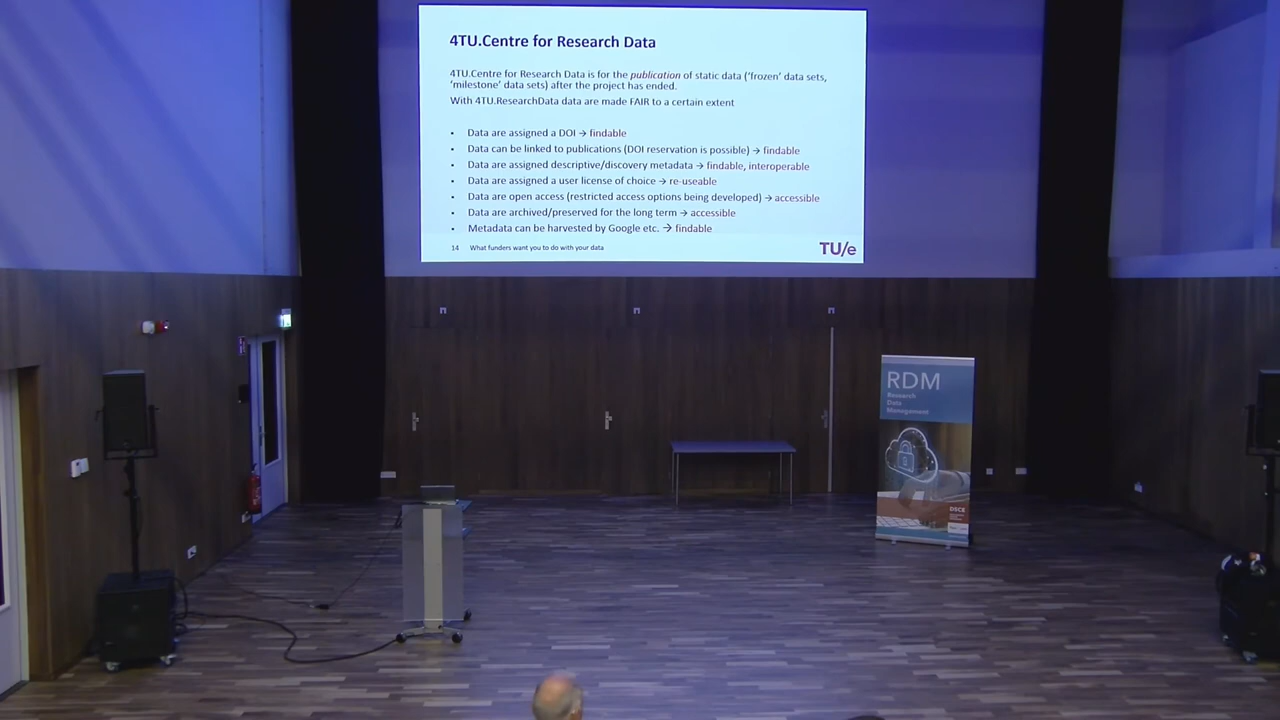 4TU.Centre for Research Data
4TU.Centre for Research Data is for the publication of static data ('frozen' data sets,
'milestone' data sets) after the project has ended.
With 4TU.ResearchData data are made FAIR to a certain extent
• Data are assigned a DOI → findable
• Data can be linked to publications (DOI reservation is possible) → findable
• Data are assigned descriptive/discovery metadata → findable, interoperable
• Data are assigned a user license of choice → re-useable
• Data are open access (restricted access options being developed) → accessible
• Data are archived/preserved for the long term → accessible
• Metadata can be harvested by Google etc. → findable
14 What funders want you to do with your data
TU/e
RDM
Research
Data
Management
DSCE